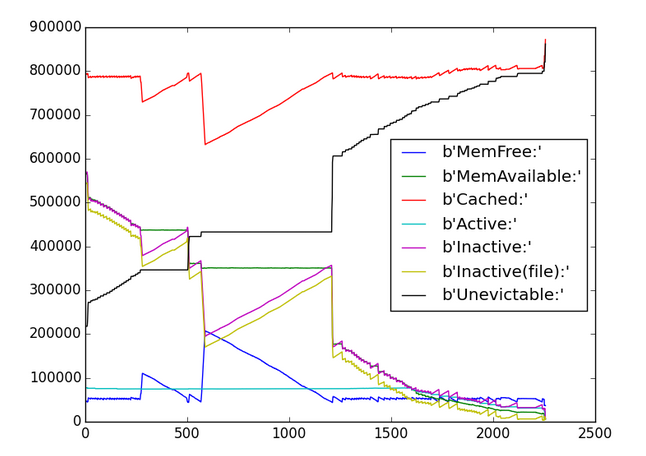 900000
800000
700000
600000
500000
400000
300000
200000
100000
0
b'MemFree:'
b'MemAvailable:'
b'Cached:'
b'Active:'
b'Inactive:'
b'Inactive(file):'
b'Unevictable:'
0 500 1000 1500 2000 2500